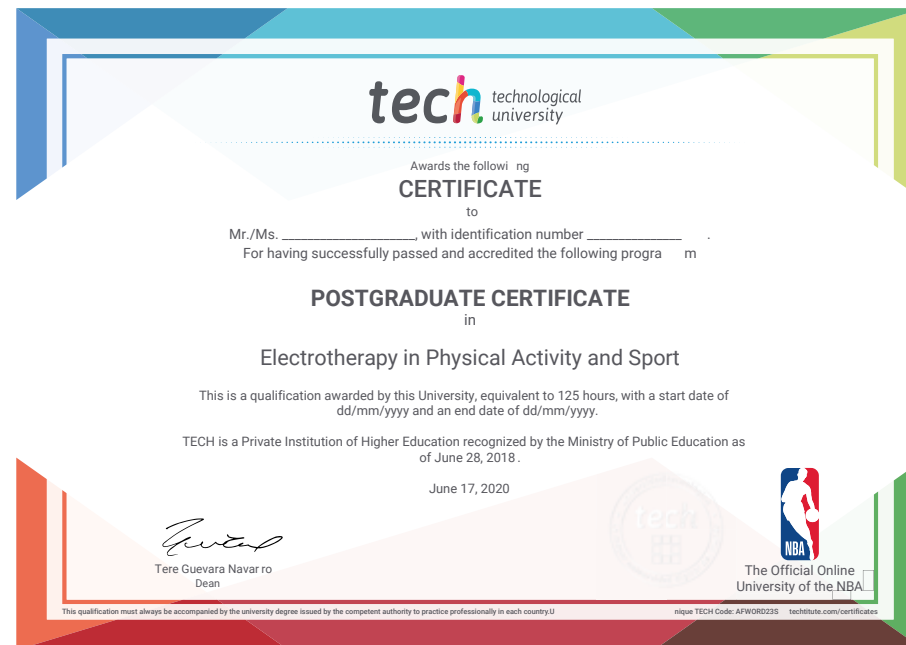 tech technological
university
Awards the followi ng
CERTIFICATE
to
Mr./Ms. ____________________, with identification number ______________ .
For having successfully passed and accredited the following progra m
POSTGRADUATE CERTIFICATE
in
Electrotherapy in Physical Activity and Sport
This is a qualification awarded by this University, equivalent to 125 hours, with a start date of
dd/mm/yyyy and an end date of dd/mm/yyyy.
TECH is a Private Institution of Higher Education recognized by the Ministry of Public Education as
of June 28, 2018 .
June 17, 2020
tech
Tere Guevara Navar ro
Dean
NBA
The Official Online
University of the NBA
This qualification must always be accompanied by the university degree issued by the competent authority to practice professionally in each country.U nique TECH Code: AFWORD23S techtitute.com/certificates